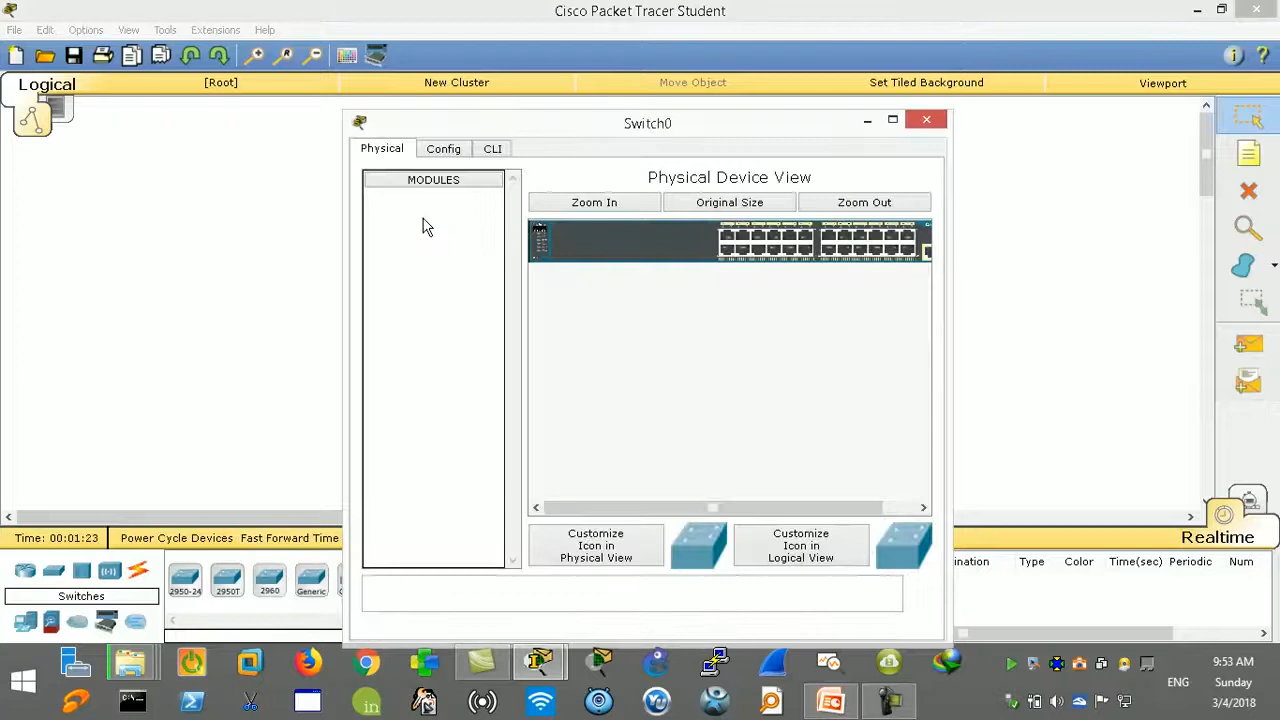 Cisco Packet Tracer Student
File Edit Options View Tools Extensions Help
Logical [Root] New Cluster Move Object Set Tiled Background Viewport
Switch0
Physical Config CLI
MODULES
Physical Device View
Zoom In Original Size Zoom Out
Customize
Icon in
Physical View
Customize
Icon in
Logical View
Time: 00:01:23 Power Cycle Devices Fast Forward Time
Realtime
ination Type Color Time(sec) Periodic Num
2950-24 2950T 2960 Generic
Switches
9:53 AM
ENG Sunday
3/4/2018